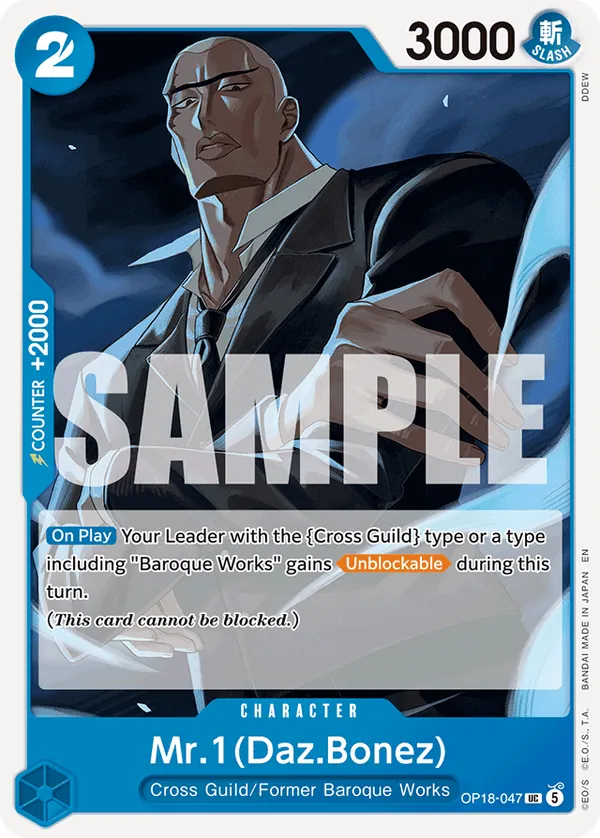 2
3000
斬
SLASH
DDEW
COUNTER +2000
SAMPLE
On Play Your Leader with the {Cross Guild} type or a type
including "Baroque Works" gains Unblockable during this
turn.
(This card cannot be blocked.)
CHARACTER
Mr.1(Daz.Bonez)
Cross Guild/Former Baroque Works
OP18-047 UC 5
©EO/S ©E.O./S., T.A. BANDAI MADE IN JAPAN EN